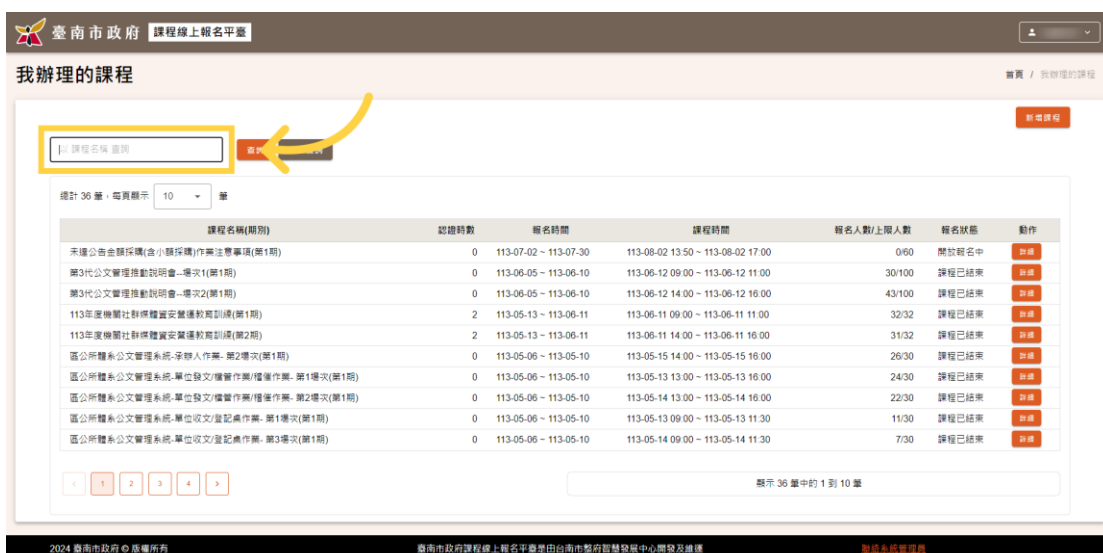 臺南市政府 課程線上報名平臺
我辦理的課程
首頁 / 我辦理的課程
新增課程
以 課程名稱 查詢
總計 36 筆,每頁顯示 10 筆
課程名稱(期別) 認證時數 報名時間 課程時間 報名人數/上限人數 報名狀態 動作
未達公告金額採購(含小額採購)作業注意事項(第1期) 0 113-07-02 ~ 113-07-30 113-08-02 13:50 ~ 113-08-02 17:00 0/60 開放報名中 詳細
第3代公文管理推動說明會--場次1(第1期) 0 113-06-05 ~ 113-06-10 113-06-12 09:00 ~ 113-06-12 11:00 30/100 課程已結束 詳細
第3代公文管理推動說明會--場次2(第1期) 0 113-06-05 ~ 113-06-10 113-06-12 14:00 ~ 113-06-12 16:00 43/100 課程已結束 詳細
113年度機關社群媒體資安營運教育訓練(第1期) 2 113-05-13 ~ 113-06-11 113-06-11 09:00 ~ 113-06-11 11:00 32/32 課程已結束 詳細
113年度機關社群媒體資安營運教育訓練(第2期) 2 113-05-13 ~ 113-06-11 113-06-11 14:00 ~ 113-06-11 16:00 31/32 課程已結束 詳細
區公所體系公文管理系統-承辦人作業- 第2場次(第1期) 0 113-05-06 ~ 113-05-10 113-05-15 14:00 ~ 113-05-15 16:00 26/30 課程已結束 詳細
區公所體系公文管理系統-單位發文/檔管作業/稽催作業- 第1場次(第1期) 0 113-05-06 ~ 113-05-10 113-05-13 13:00 ~ 113-05-13 16:00 24/30 課程已結束 詳細
區公所體系公文管理系統-單位發文/檔管作業/稽催作業- 第2場次(第1期) 0 113-05-06 ~ 113-05-10 113-05-14 13:00 ~ 113-05-14 16:00 22/30 課程已結束 詳細
區公所體系公文管理系統-單位收文/登記桌作業- 第1場次(第1期) 0 113-05-06 ~ 113-05-10 113-05-13 09:00 ~ 113-05-13 11:30 11/30 課程已結束 詳細
區公所體系公文管理系統-單位收文/登記桌作業- 第3場次(第1期) 0 113-05-06 ~ 113-05-10 113-05-14 09:00 ~ 113-05-14 11:30 7/30 課程已結束 詳細
< 1 2 3 4 > 顯示 36 筆中的 1 到 10 筆
2024 臺南市政府 © 版權所有 臺南市政府課程線上報名平臺是由台南市政府智慧發展中心開發及維運 聯絡系統管理員